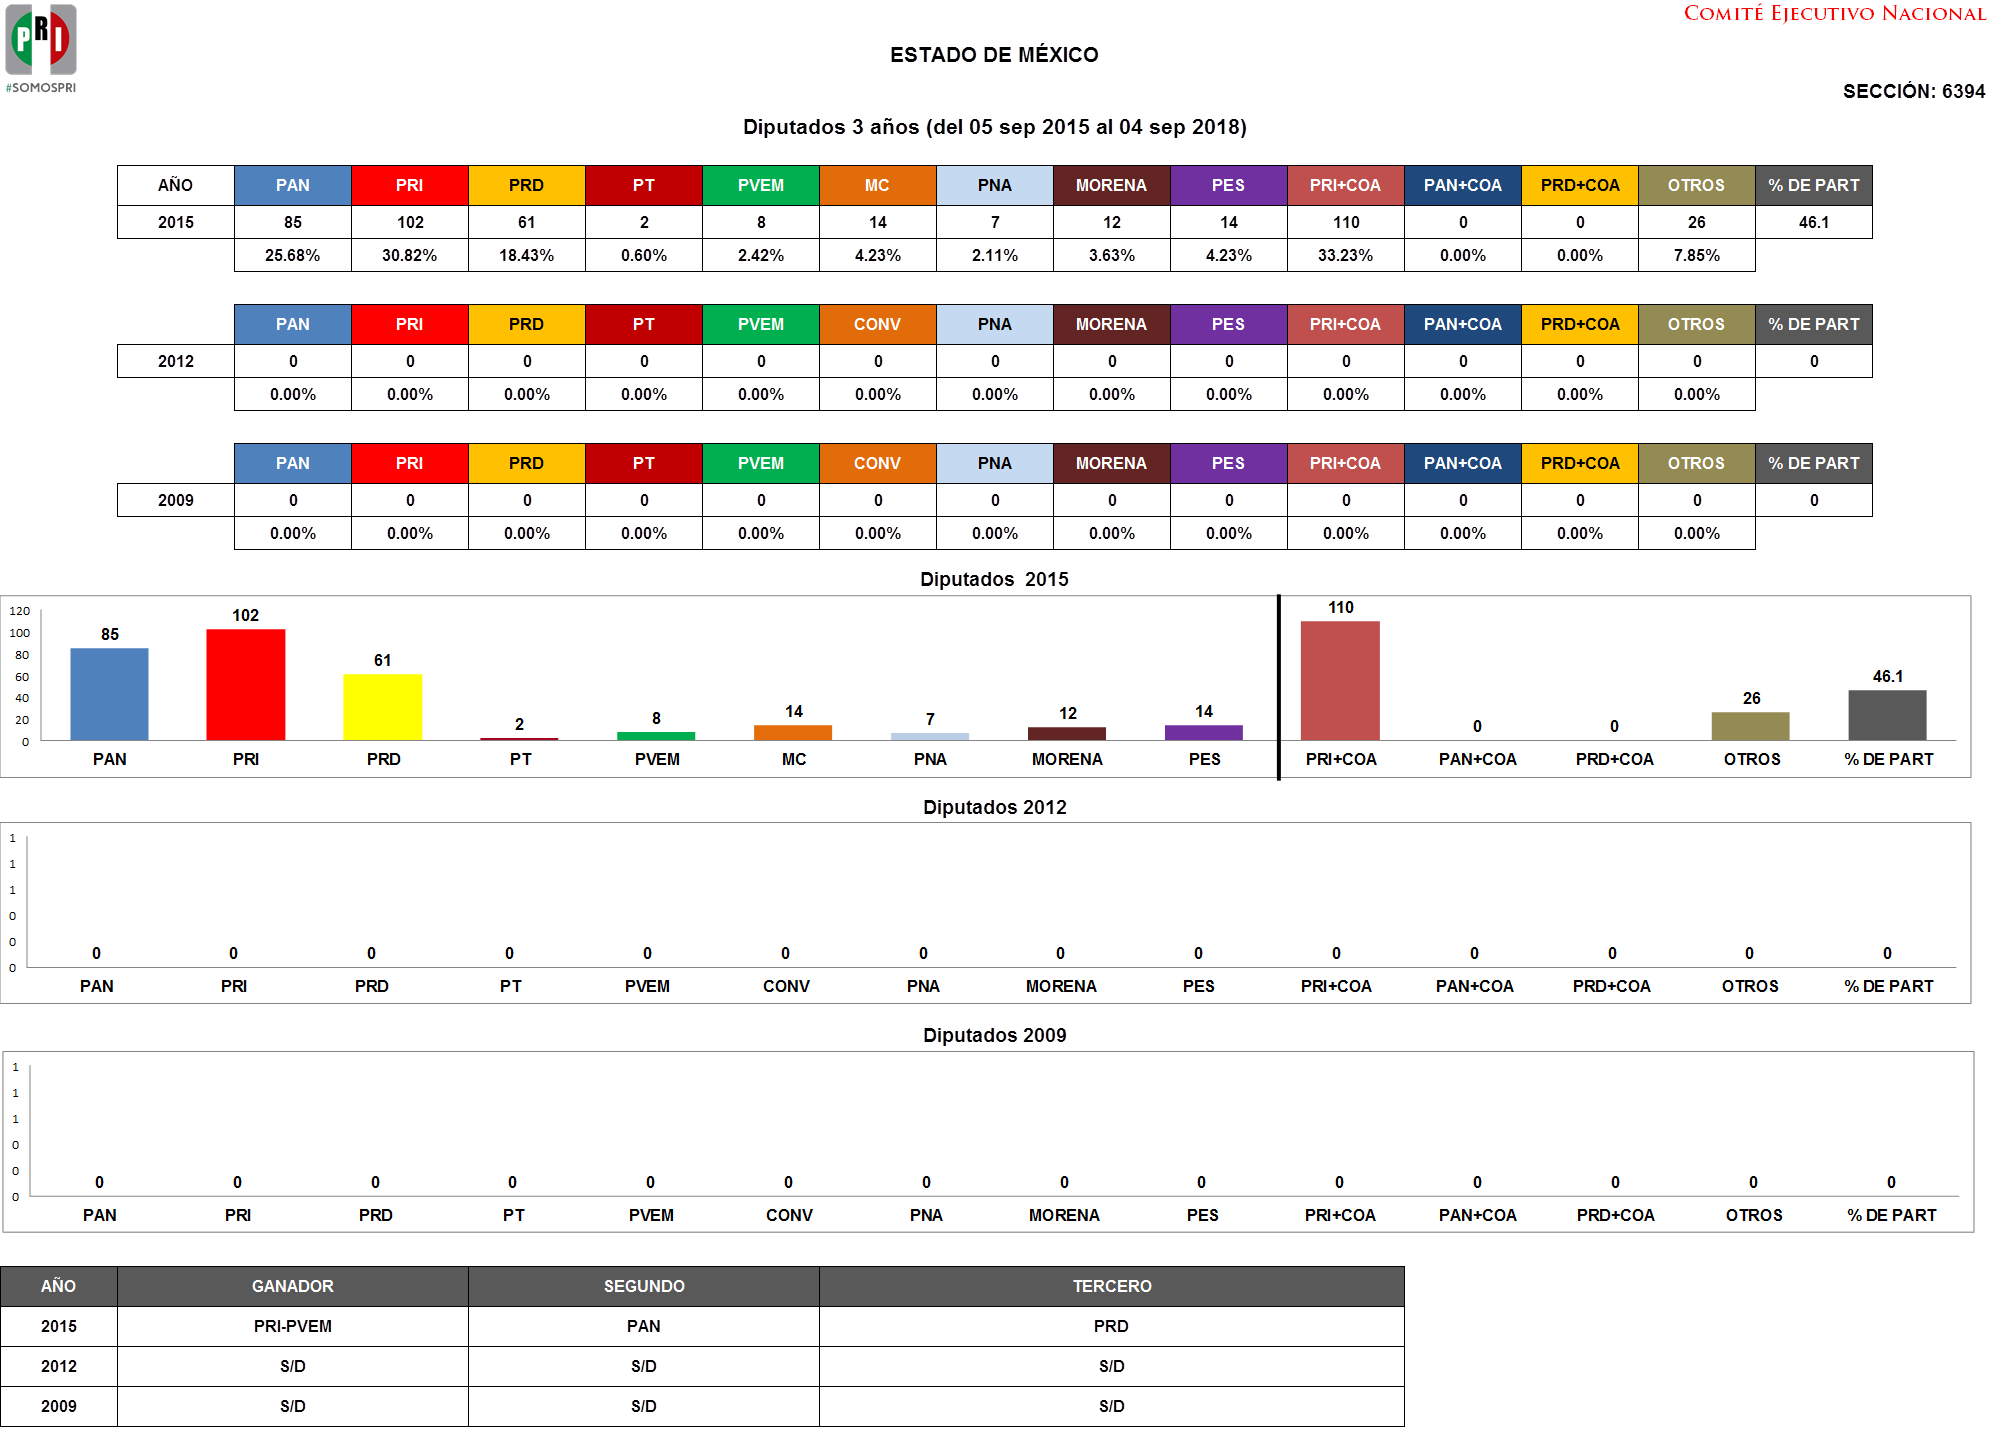 PRI
#SOMOSPRI
COMITÉ EJECUTIVO NACIONAL
ESTADO DE MÉXICO
SECCIÓN: 6394
Diputados 3 años (del 05 sep 2015 al 04 sep 2018)
AÑO PAN PRI PRD PT PVEM MC PNA MORENA PES PRI+COA PAN+COA PRD+COA OTROS % DE PART
2015 85 102 61 2 8 14 7 12 14 110 0 0 26 46.1
25.68% 30.82% 18.43% 0.60% 2.42% 4.23% 2.11% 3.63% 4.23% 33.23% 0.00% 0.00% 7.85%
PAN PRI PRD PT PVEM CONV PNA MORENA PES PRI+COA PAN+COA PRD+COA OTROS % DE PART
2012 0 0 0 0 0 0 0 0 0 0 0 0 0 0
0.00% 0.00% 0.00% 0.00% 0.00% 0.00% 0.00% 0.00% 0.00% 0.00% 0.00% 0.00% 0.00%
PAN PRI PRD PT PVEM CONV PNA MORENA PES PRI+COA PAN+COA PRD+COA OTROS % DE PART
2009 0 0 0 0 0 0 0 0 0 0 0 0 0 0
0.00% 0.00% 0.00% 0.00% 0.00% 0.00% 0.00% 0.00% 0.00% 0.00% 0.00% 0.00% 0.00%
Diputados 2015
120
100
80
60
40
20
0
85 102 61 2 8 14 7 12 14 110 0 0 26 46.1
PAN PRI PRD PT PVEM MC PNA MORENA PES PRI+COA PAN+COA PRD+COA OTROS % DE PART
Diputados 2012
1
1
1
0
0
0
0 0 0 0 0 0 0 0 0 0 0 0 0 0
PAN PRI PRD PT PVEM CONV PNA MORENA PES PRI+COA PAN+COA PRD+COA OTROS % DE PART
Diputados 2009
1
1
1
0
0
0
0 0 0 0 0 0 0 0 0 0 0 0 0 0
PAN PRI PRD PT PVEM CONV PNA MORENA PES PRI+COA PAN+COA PRD+COA OTROS % DE PART
AÑO GANADOR SEGUNDO TERCERO
2015 PRI-PVEM PAN PRD
2012 S/D S/D S/D
2009 S/D S/D S/D